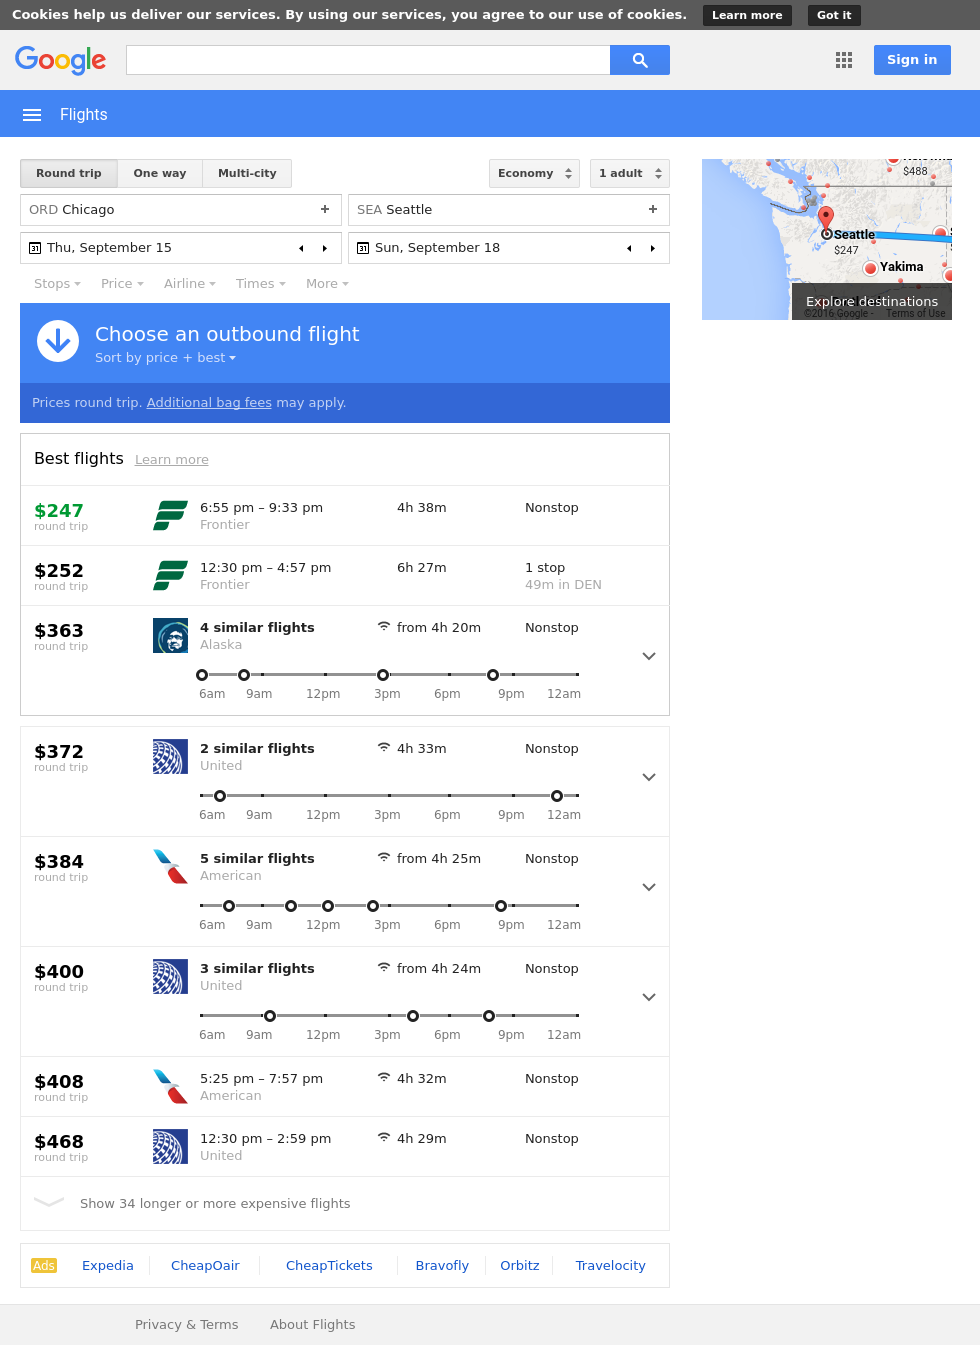 Cookies help us deliver our services. By using our services, you agree to our use of cookies. Learn more Got it
Google Sign in
Flights
Round trip One way Multi-city Economy 1 adult
ORD Chicago + SEA Seattle +
31 Thu, September 15 31 Sun, September 18
Stops Price Airline Times More
$488
Seattle
$247
Yakima
Explore destinations
©2016 Google - Terms of Use
Choose an outbound flight
Sort by price + best
Prices round trip. Additional bag fees may apply.
Best flights Learn more
$247 6:55 pm – 9:33 pm 4h 38m Nonstop
round trip Frontier
$252 12:30 pm – 4:57 pm 6h 27m 1 stop
round trip Frontier 49m in DEN
$363 4 similar flights from 4h 20m Nonstop
round trip Alaska
6am 9am 12pm 3pm 6pm 9pm 12am
$372 2 similar flights 4h 33m Nonstop
round trip United
6am 9am 12pm 3pm 6pm 9pm 12am
$384 5 similar flights from 4h 25m Nonstop
round trip American
6am 9am 12pm 3pm 6pm 9pm 12am
$400 3 similar flights from 4h 24m Nonstop
round trip United
6am 9am 12pm 3pm 6pm 9pm 12am
$408 5:25 pm – 7:57 pm 4h 32m Nonstop
round trip American
$468 12:30 pm – 2:59 pm 4h 29m Nonstop
round trip United
Show 34 longer or more expensive flights
Ads Expedia CheapOair CheapTickets Bravofly Orbitz Travelocity
Privacy & Terms About Flights